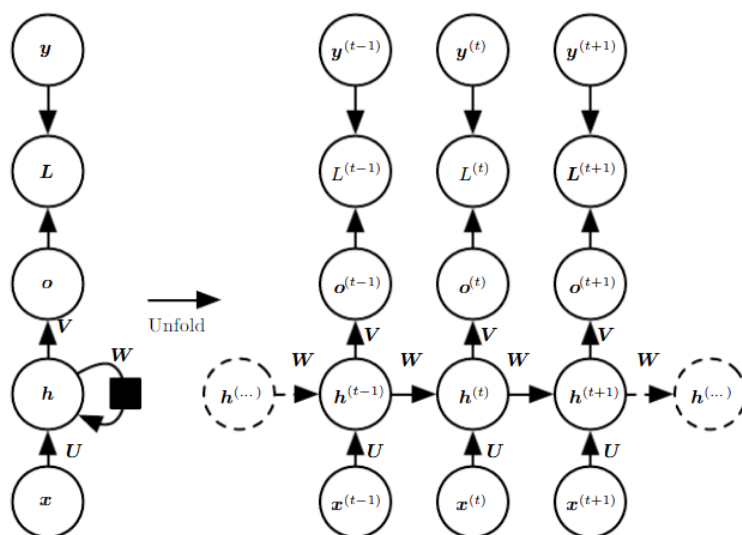 y y^(t−1) y^(t) y^(t+1)
L L^(t−1) L^(t) L^(t+1)
o o^(t−1) o^(t) o^(t+1)
Unfold
V V V V
W W W W W
h h^(...) h^(t−1) h^(t) h^(t+1) h^(...)
U U U U
x x^(t−1) x^(t) x^(t+1)